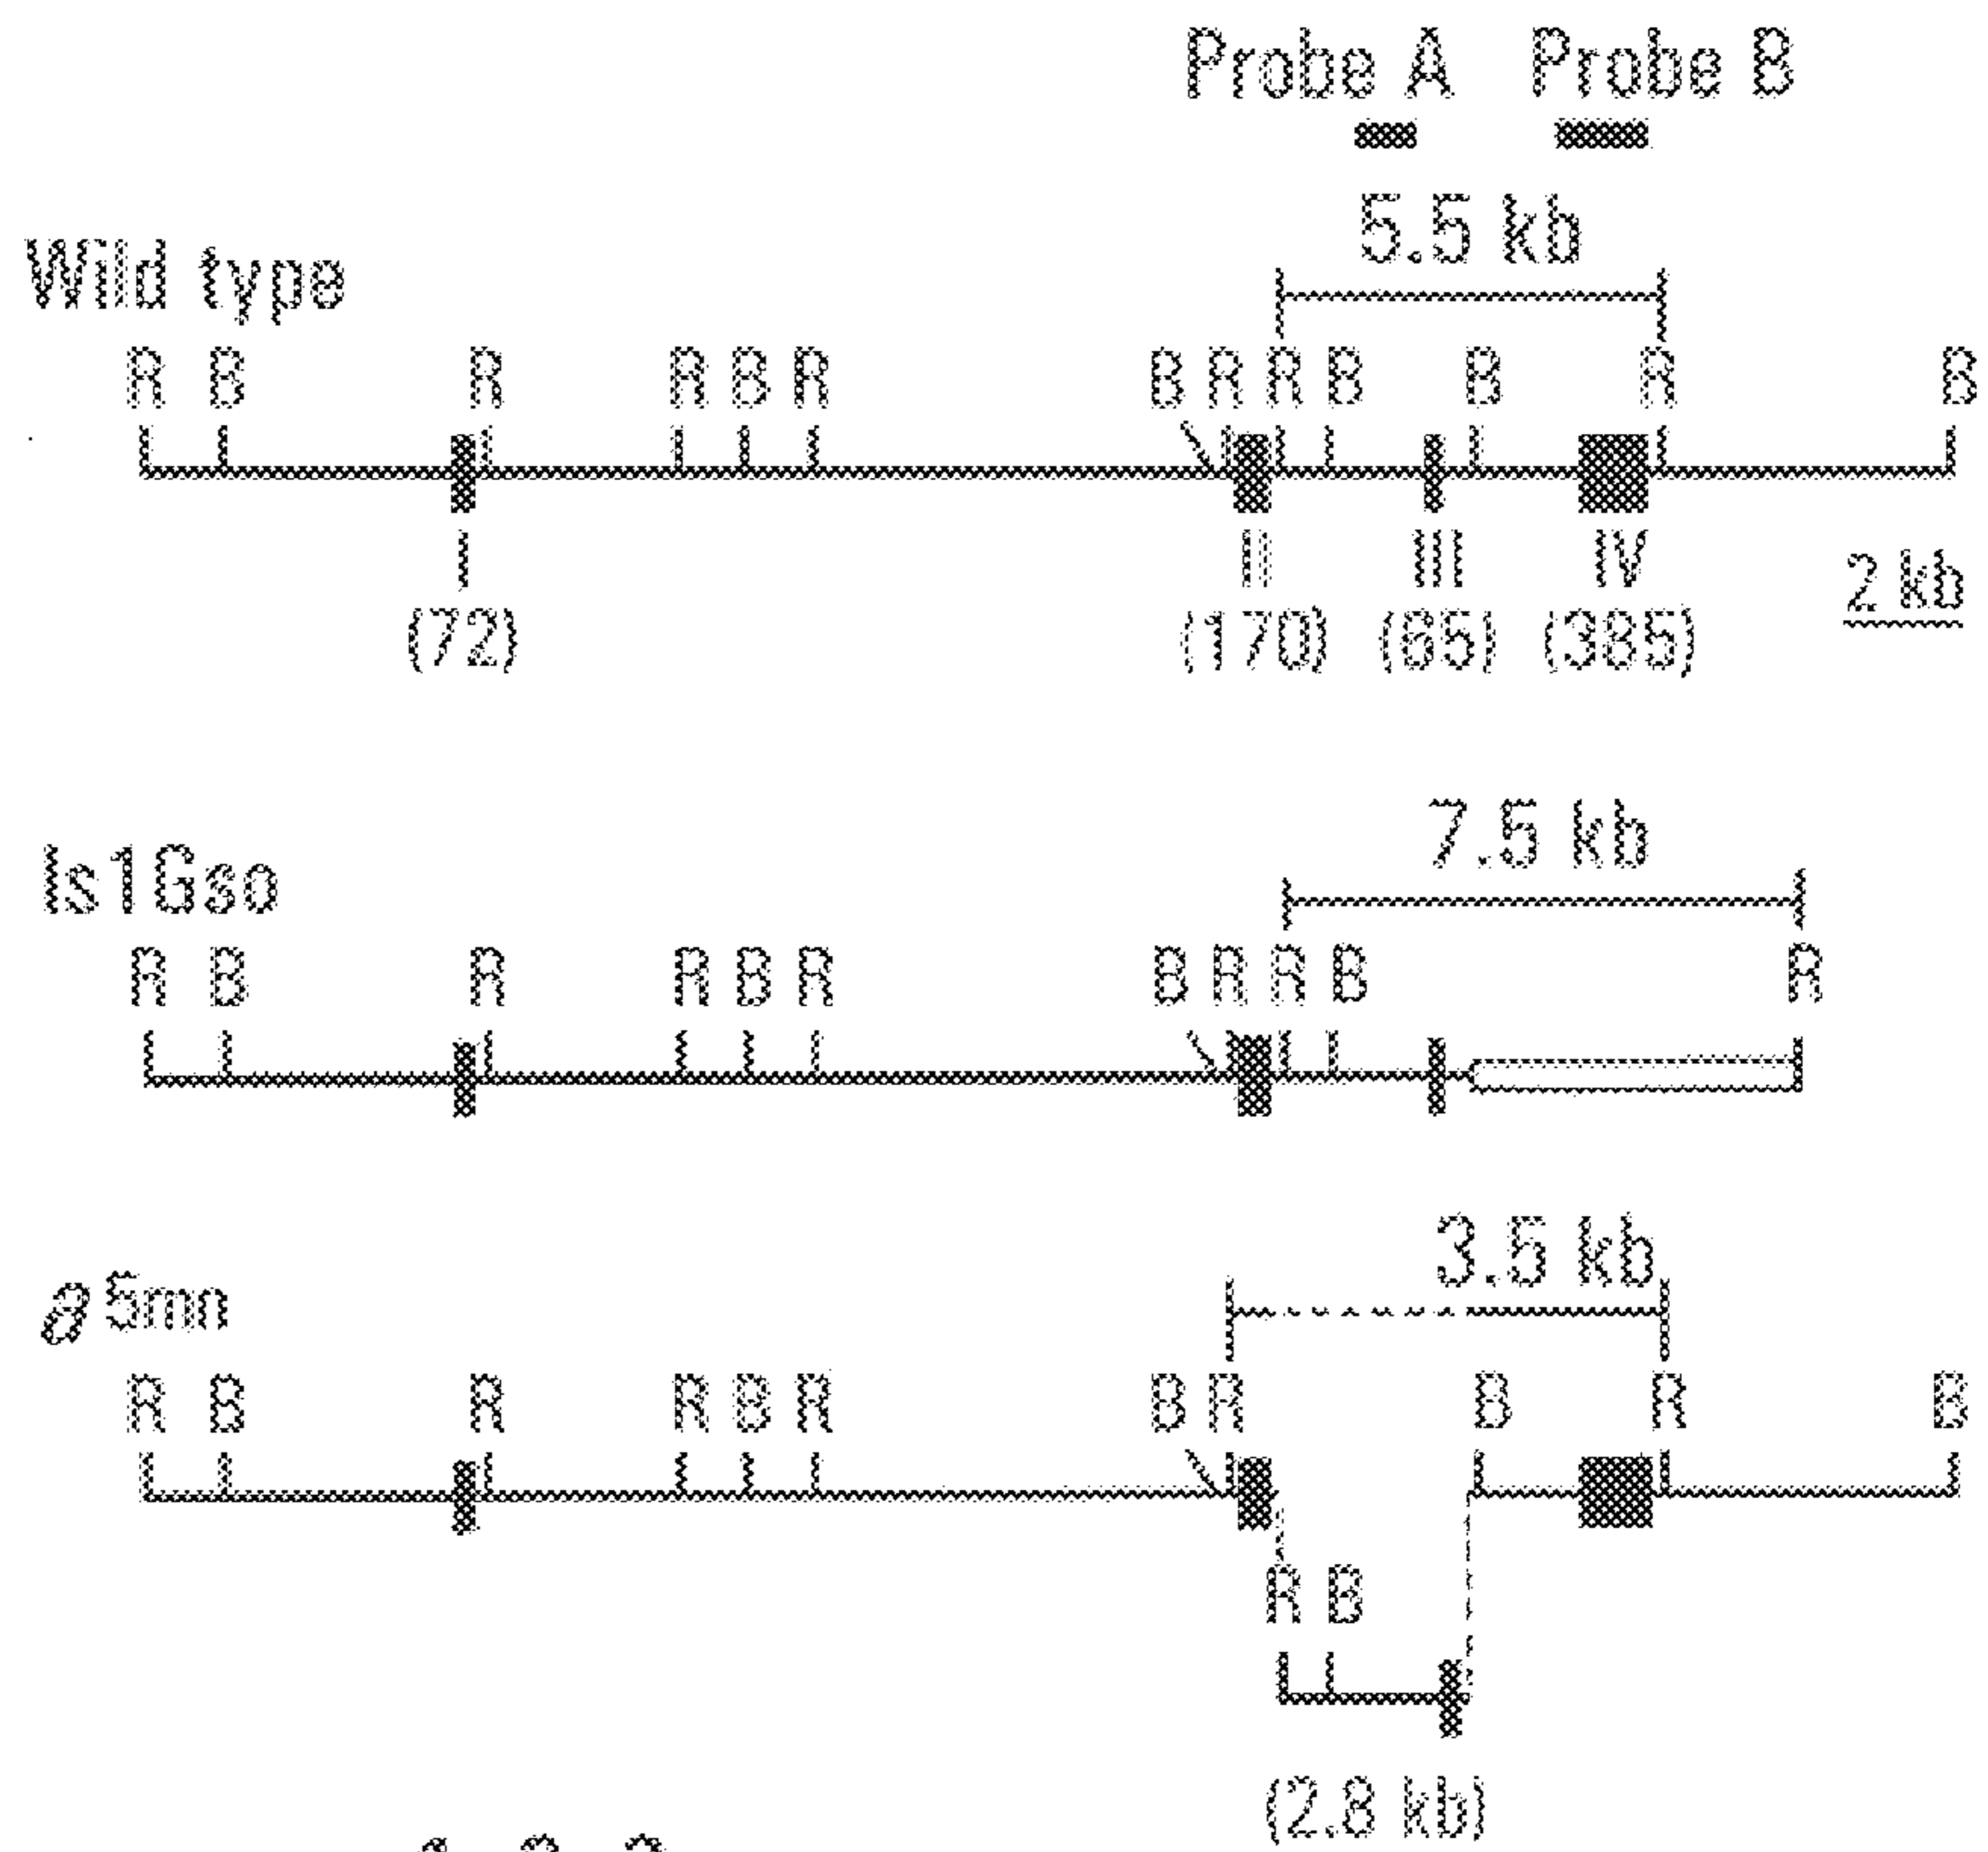 Probe A Probe B
5.5 kb
Wild type
R B R R B R B R R B B R B
I II III IV
2 kb
(72) (170) (65) (385)
7.5 kb
Is1Gso
R B R R B R B R R B R
3.5 kb
5mn
R B R R B R B R B R B
R B
(2.8 kb)